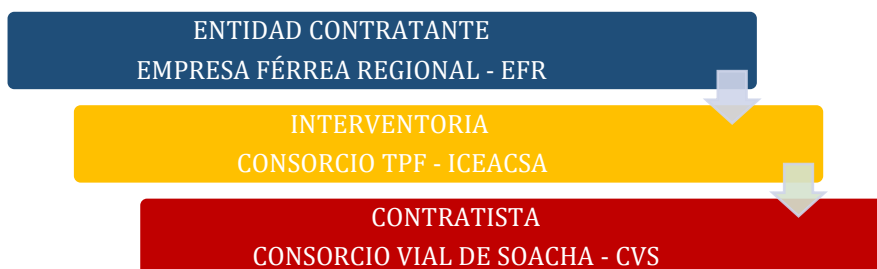 ENTIDAD CONTRATANTE
EMPRESA FÉRREA REGIONAL - EFR
INTERVENTORIA
CONSORCIO TPF - ICEACSA
CONTRATISTA
CONSORCIO VIAL DE SOACHA - CVS